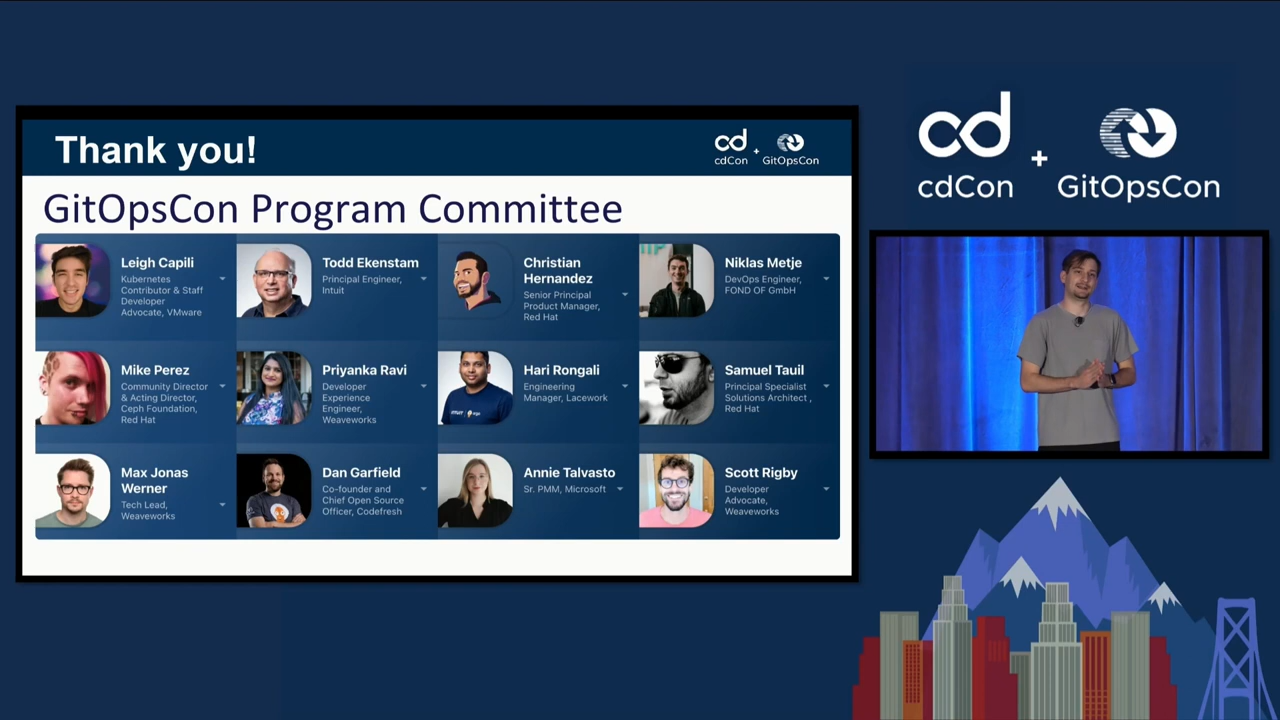 Thank you!
cd
cdCon
+
GitOpsCon
GitOpsCon Program Committee
Leigh Capili
Kubernetes
Contributor & Staff
Developer
Advocate, VMware
Todd Ekenstam
Principal Engineer,
Intuit
Christian
Hernandez
Senior Principal
Product Manager,
Red Hat
Niklas Metje
DevOps Engineer,
FOND OF GmbH
Mike Perez
Community Director
& Acting Director,
Ceph Foundation,
Red Hat
Priyanka Ravi
Developer
Experience
Engineer,
Weaveworks
Hari Rongali
Engineering
Manager, Lacework
Samuel Tauil
Principal Specialist
Solutions Architect ,
Red Hat
Max Jonas
Werner
Tech Lead,
Weaveworks
Dan Garfield
Co-founder and
Chief Open Source
Officer, Codefresh
Annie Talvasto
Sr. PMM, Microsoft
Scott Rigby
Developer
Advocate,
Weaveworks
cd
cdCon
+
GitOpsCon